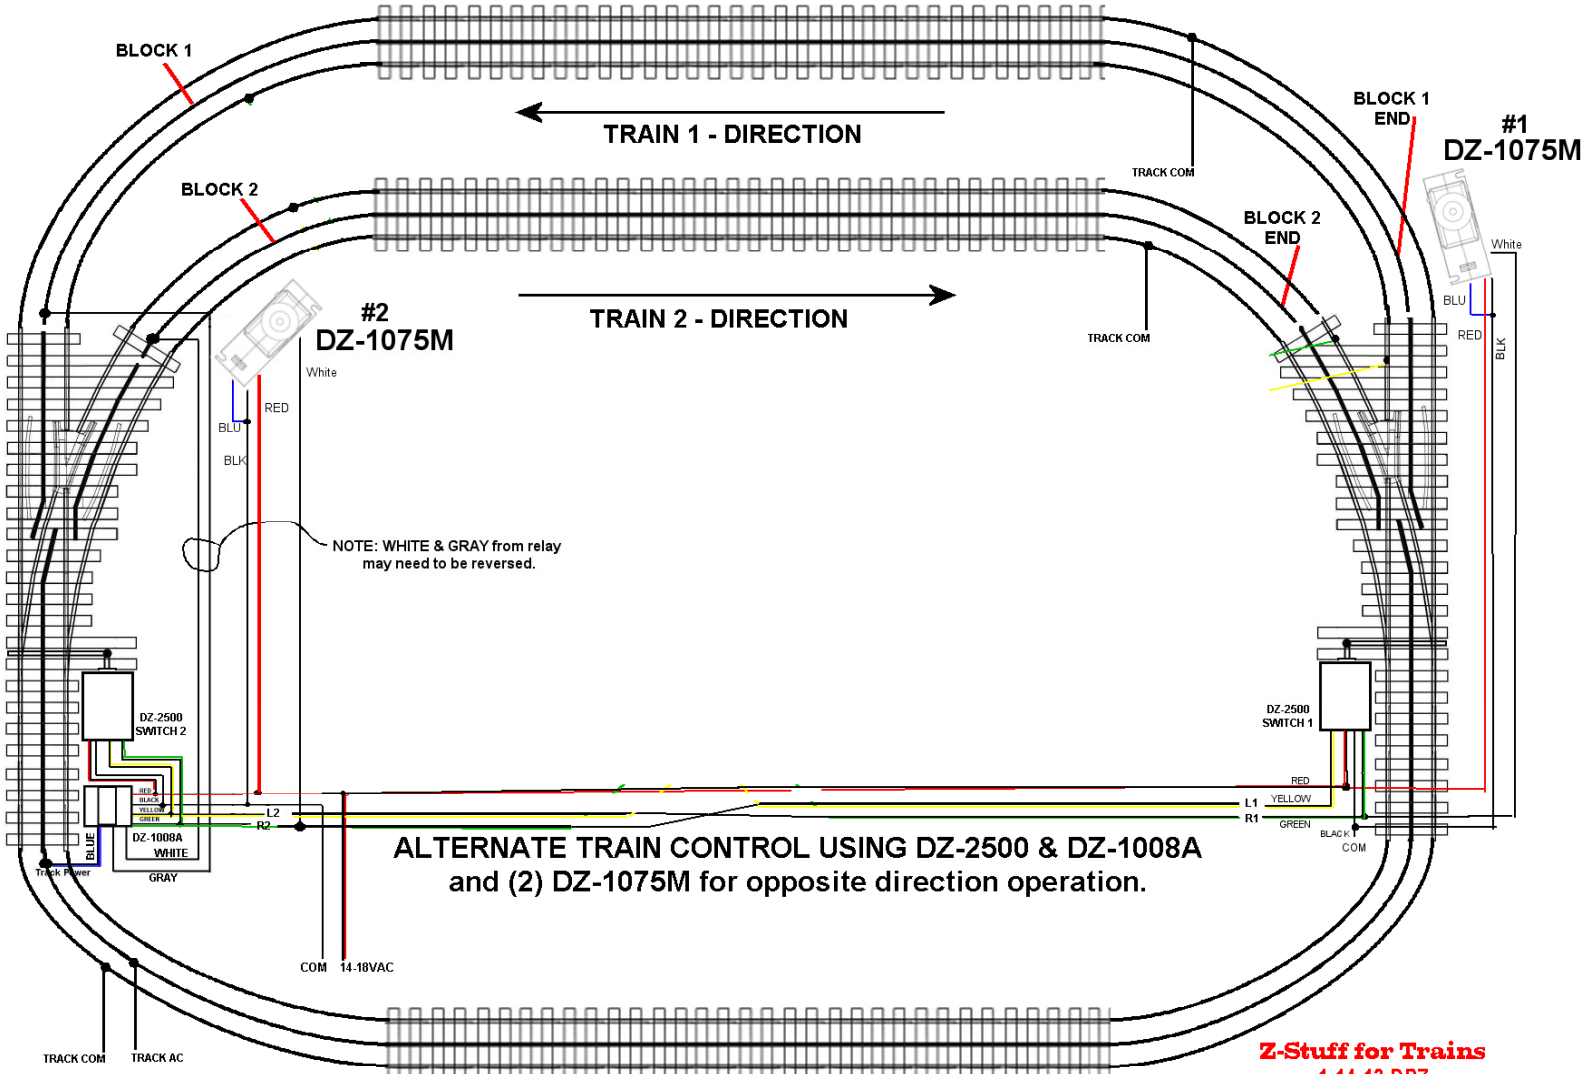 BLOCK 1
TRAIN 1 - DIRECTION
TRACK COM
BLOCK 1
END
#1
DZ-1075M
BLOCK 2
BLOCK 2
END
White
BLU
RED
BLK
TRAIN 2 - DIRECTION
TRACK COM
#2
DZ-1075M
White
RED
BLU
BLK
NOTE: WHITE & GRAY from relay
may need to be reversed.
DZ-2500
SWITCH 2
DZ-2500
SWITCH 1
RED
BLACK
YELLOW
GREEN
L2
R2
RED
YELLOW
L1
R1
GREEN
BLACK
COM
BLUE
DZ-1008A
WHITE
GRAY
Track Power
ALTERNATE TRAIN CONTROL USING DZ-2500 & DZ-1008A
and (2) DZ-1075M for opposite direction operation.
COM
14-18VAC
TRACK COM
TRACK AC
Z-Stuff for Trains